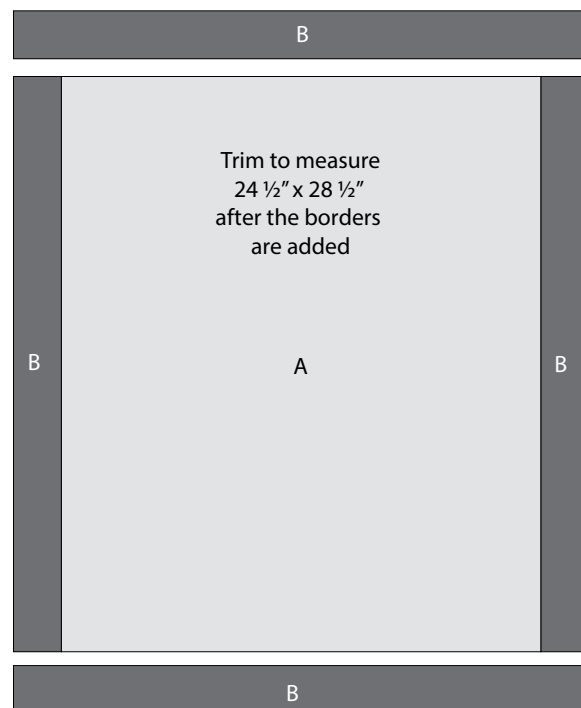 B
Trim to measure
24 ½" x 28 ½"
after the borders
are added
B
A
B
B